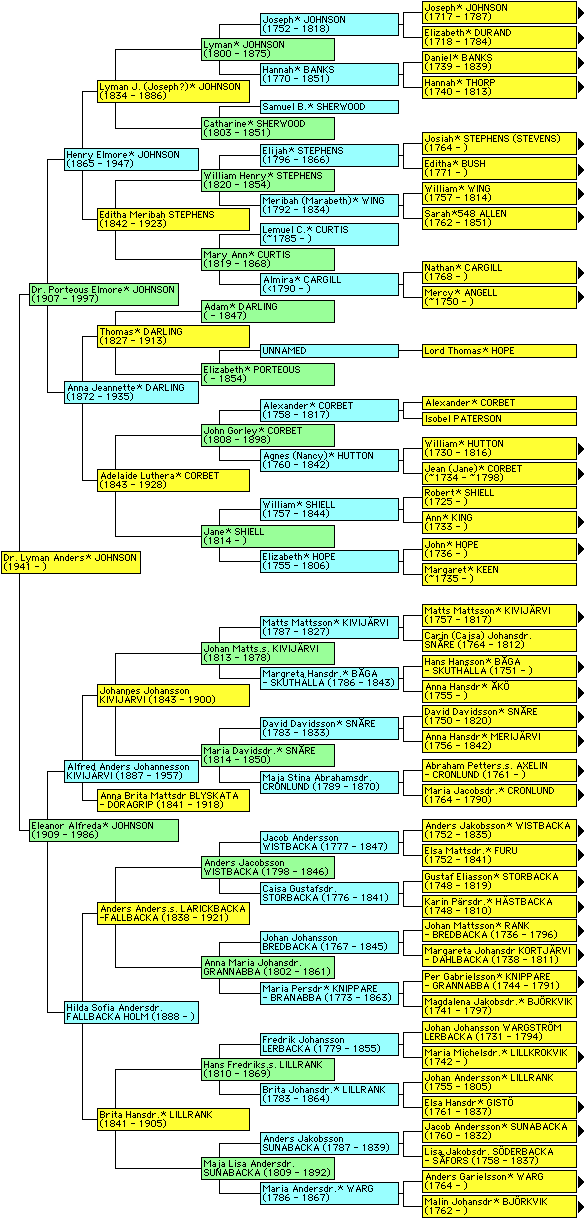 Joseph* JOHNSON
(1717 - 1787)
Joseph* JOHNSON
(1752 - 1818)
Elizabeth* DURAND
(1718 - 1784)
Lyman* JOHNSON
(1800 - 1875)
Daniel* BANKS
(1739 - 1839)
Hannah* BANKS
(1770 - 1851)
Hannah* THORP
(1740 - 1813)
Lyman J. (Joseph?)* JOHNSON
(1834 - 1886)
Samuel B.* SHERWOOD
Catharine* SHERWOOD
(1803 - 1851)
Josiah* STEPHENS (STEVENS)
(1764 - )
Elijah* STEPHENS
(1796 - 1866)
Henry Elmore* JOHNSON
(1865 - 1947)
Editha* BUSH
(1771 - )
William Henry* STEPHENS
(1820 - 1854)
William* WING
(1757 - 1814)
Meribah (Marabeth)* WING
(1792 - 1834)
Sarah*548 ALLEN
(1762 - 1851)
Editha Meribah STEPHENS
(1842 - 1923)
Lemuel C.* CURTIS
(~1785 - )
Mary Ann* CURTIS
(1819 - 1868)
Nathan* CARGILL
(1768 - )
Almira* CARGILL
(<1790 - )
Mercy* ANGELL
(~1750 - )
Dr. Porteous Elmore* JOHNSON
(1907 - 1997)
Adam* DARLING
( - 1847)
Thomas* DARLING
(1827 - 1913)
UNNAMED
Lord Thomas* HOPE
Elizabeth* PORTEOUS
( - 1854)
Anna Jeannette* DARLING
(1872 - 1935)
Alexander* CORBET
Alexander* CORBET
(1758 - 1817)
Isobel PATERSON
John Gorley* CORBET
(1808 - 1898)
William* HUTTON
(1730 - 1816)
Agnes (Nancy)* HUTTON
(1760 - 1842)
Jean (Jane)* CORBET
(~1734 - ~1798)
Adelaide Luthera* CORBET
(1843 - 1928)
Robert* SHIELL
(1725 - )
William* SHIELL
(1757 - 1844)
Ann* KING
(1733 - )
Jane* SHIELL
(1814 - )
John* HOPE
(1736 - )
Elizabeth* HOPE
(1755 - 1806)
Margaret* KEEN
(~1735 - )
Dr. Lyman Anders* JOHNSON
(1941 - )
Matts Mattsson* KIVIJÄRVI
(1757 - 1817)
Matts Mattsson* KIVIJÄRVI
(1787 - 1827)
Carin (Cajsa) Johansdr.
SNÅRE (1764 - 1812)
Johan Matts.s. KIVIJÄRVI
(1813 - 1878)
Hans Hansson* BÅGA
- SKUTHÄLLA (1751 - )
Margreta Hansdr.* BÅGA
- SKUTHÄLLA (1786 - 1843)
Anna Hansdr* ÄKÖ
(1755 - )
Johannes Johansson
KIVIJÄRVI (1843 - 1900)
David Davidsson* SNÅRE
(1750 - 1820)
David Davidsson* SNÅRE
(1783 - 1833)
Anna Hansdr* MERIJÄRVI
(1756 - 1842)
Maria Davidsdr.* SNÅRE
(1814 - 1850)
Abraham Petters.s. AXELIN
- CRONLUND (1761 - )
Alfred Anders Johannesson
KIVIJÄRVI (1887 - 1957)
Maja Stina Abrahamsdr.
CRONLUND (1789 - 1870)
Maria Jacobsdr.* CRONLUND
(1764 - 1790)
Anna Brita Mattsdr BLYSKATA
- DORAGRIP (1841 - 1918)
Eleanor Alfreda* JOHNSON
(1909 - 1986)
Anders Jakobsson* WISTBACKA
(1752 - 1835)
Jacob Andersson
WISTBACKA (1777 - 1847)
Elsa Mattsdr.* FURU
(1752 - 1841)
Anders Jacobsson
WISTBACKA (1798 - 1846)
Gustaf Eliasson* STORBACKA
(1748 - 1819)
Caisa Gustafsdr.
STORBACKA (1776 - 1841)
Karin Pärsdr.* HÄSTBACKA
(1748 - 1810)
Anders Anders.s. LARICKBACKA
-FALLBACKA (1838 - 1921)
Johan Mattsson* RANK
- BREDBACKA (1736 - 1796)
Johan Johansson
BREDBACKA (1767 - 1845)
Margareta Johansdr KORTJÄRVI
- DAHLBACKA (1738 - 1811)
Anna Maria Johansdr.
GRANNABBA (1802 - 1861)
Per Gabrielsson* KNIPPARE
- GRANNABBA (1744 - 1791)
Maria Persdr* KNIPPARE
- BRANABBA (1773 - 1863)
Magdalena Jakobsdr.* BJÖRKVIK
(1741 - 1797)
Hilda Sofia Andersdr.
FALLBACKA HOLM (1888 - )
Johan Johansson WARGSTRÖM
LERBACKA (1731 - 1794)
Fredrik Johansson
LERBACKA (1779 - 1855)
Maria Michelsdr.* LILLKROKVIK
(1742 - )
Hans Fredriks.s. LILLRANK
(1810 - 1869)
Johan Andersson* LILLRANK
(1755 - 1805)
Brita Johansdr.* LILLRANK
(1783 - 1864)
Elsa Hansdr* GISTÖ
(1761 - 1837)
Brita Hansdr.* LILLRANK
(1841 - 1905)
Jacob Andersson* SUNABACKA
(1760 - 1832)
Anders Jakobsson
SUNABACKA (1787 - 1839)
Lisa Jakobsdr. SÖDERBACKA
- SÄFORS (1758 - 1837)
Maja Lisa Andersdr.
SUNABACKA (1809 - 1892)
Anders Garielsson* WARG
(1764 - )
Maria Andersdr.* WARG
(1786 - 1867)
Malin Johansdr* BJÖRKVIK
(1762 - )